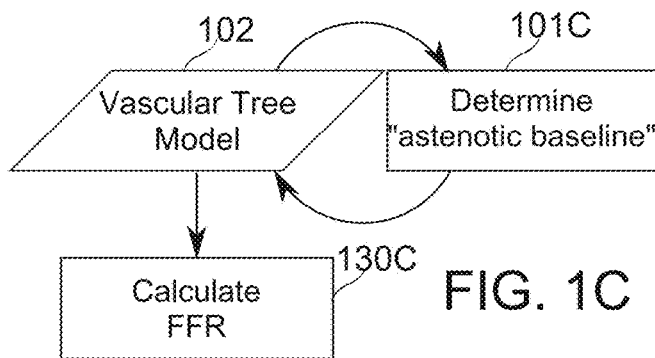 102
101C
Vascular Tree
Model
Determine
"astenotic baseline"
130C
Calculate
FFR
FIG. 1C